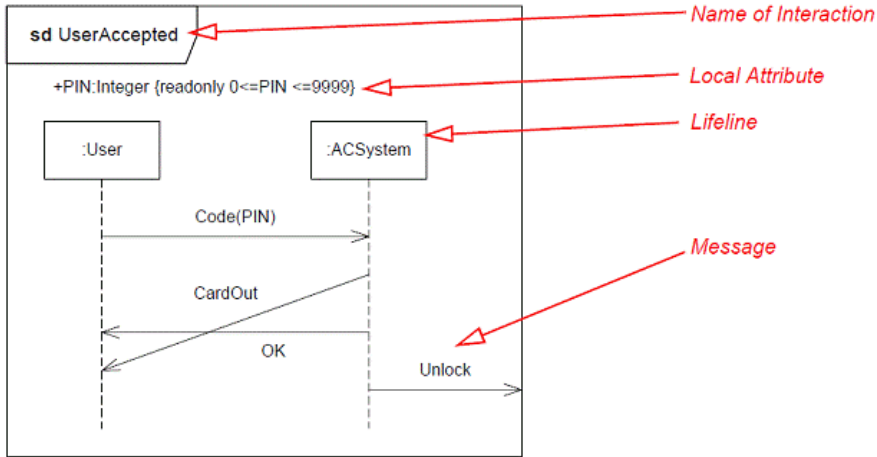 Name of Interaction
sd UserAccepted
+PIN:Integer {readonly 0<=PIN <=9999}
Local Attribute
Lifeline
:User
:ACSystem
Code(PIN)
Message
CardOut
OK
Unlock